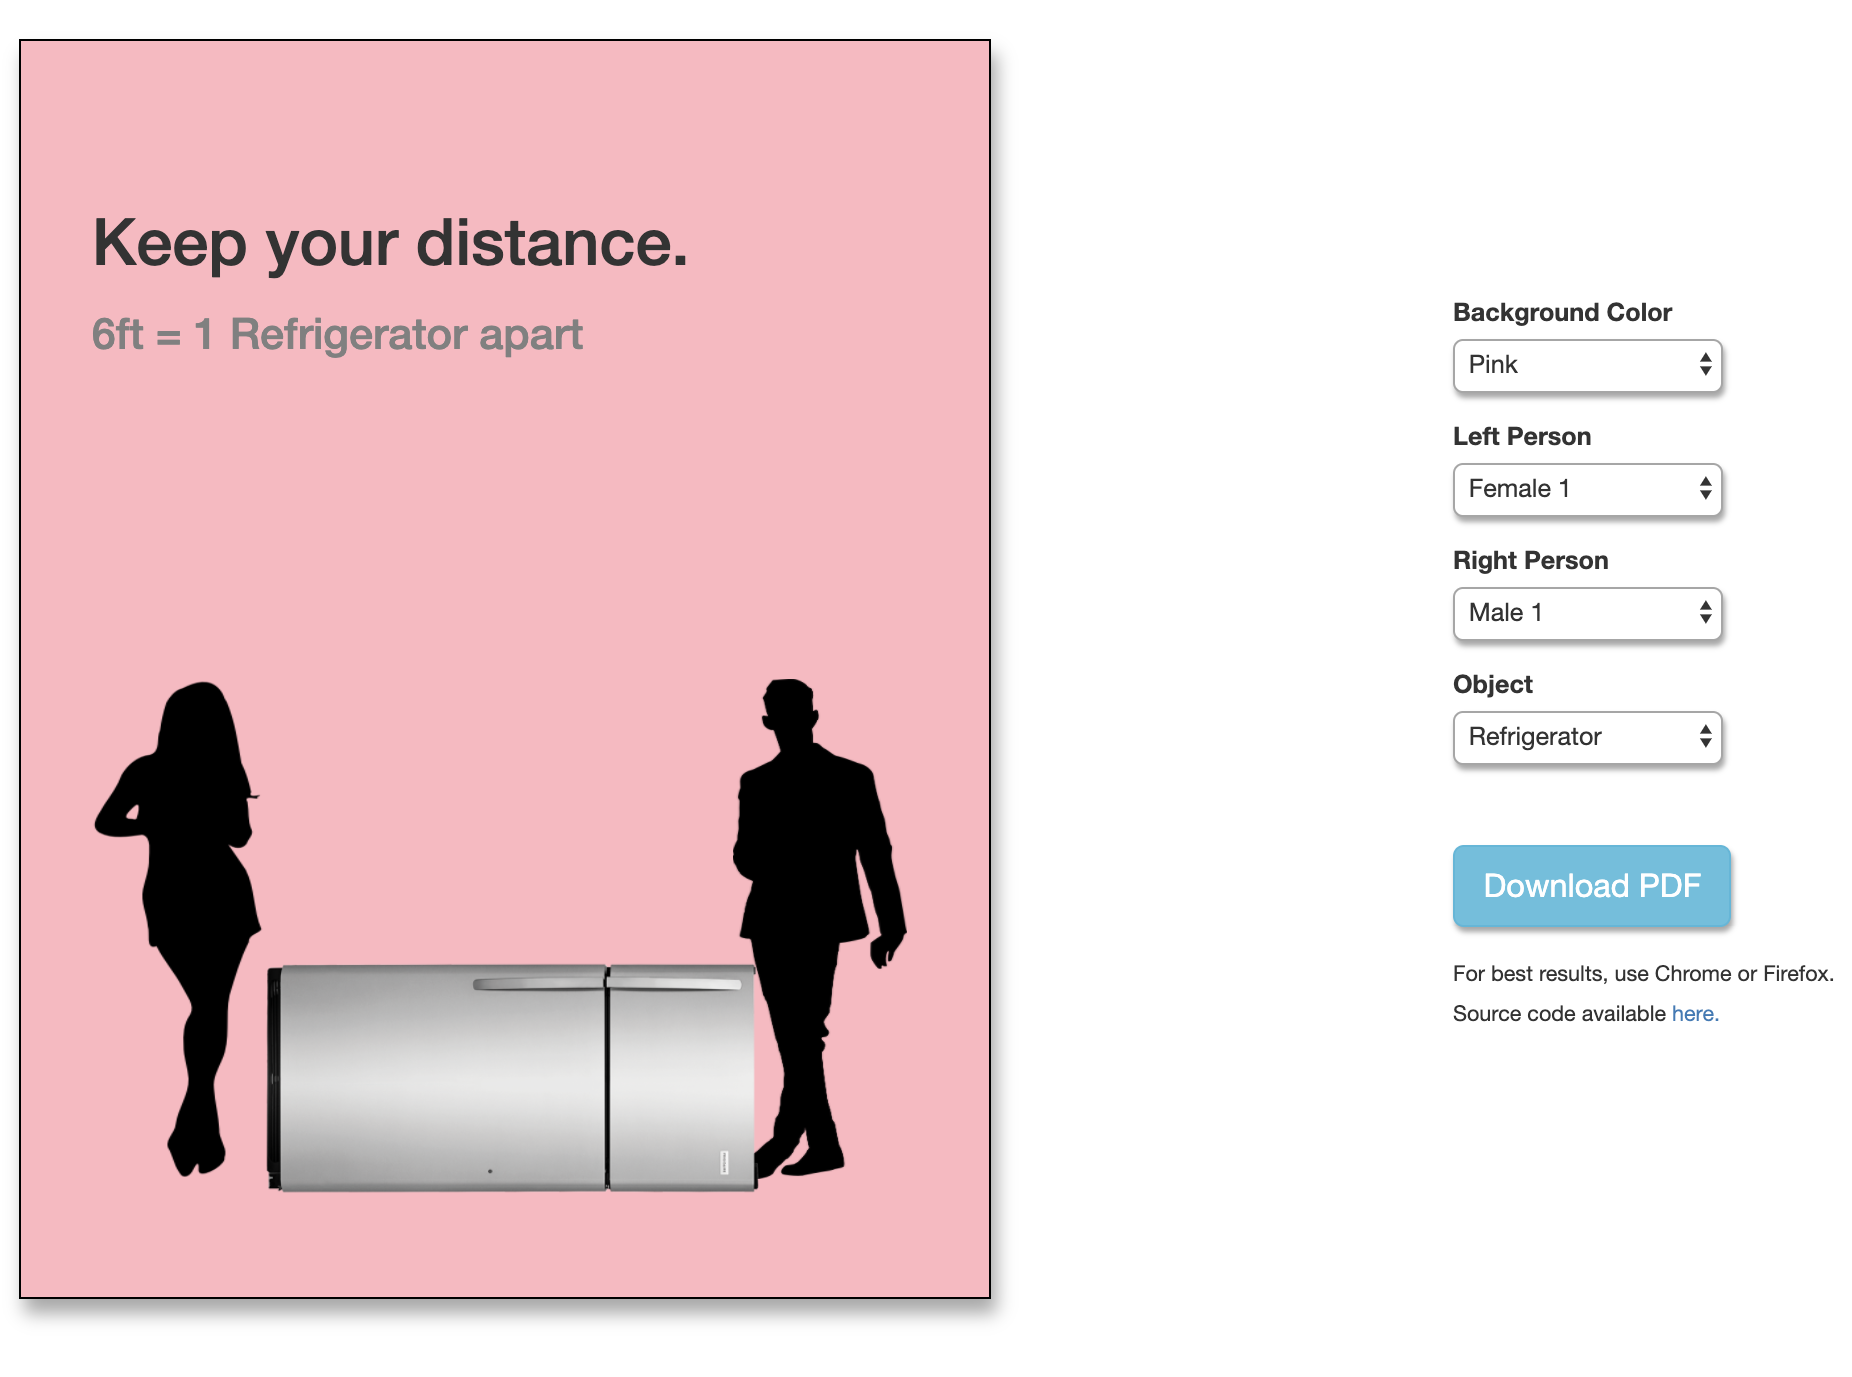 Keep your distance.
6ft = 1 Refrigerator apart
Background Color
Pink
Left Person
Female 1
Right Person
Male 1
Object
Refrigerator
Download PDF
For best results, use Chrome or Firefox.
Source code available here.